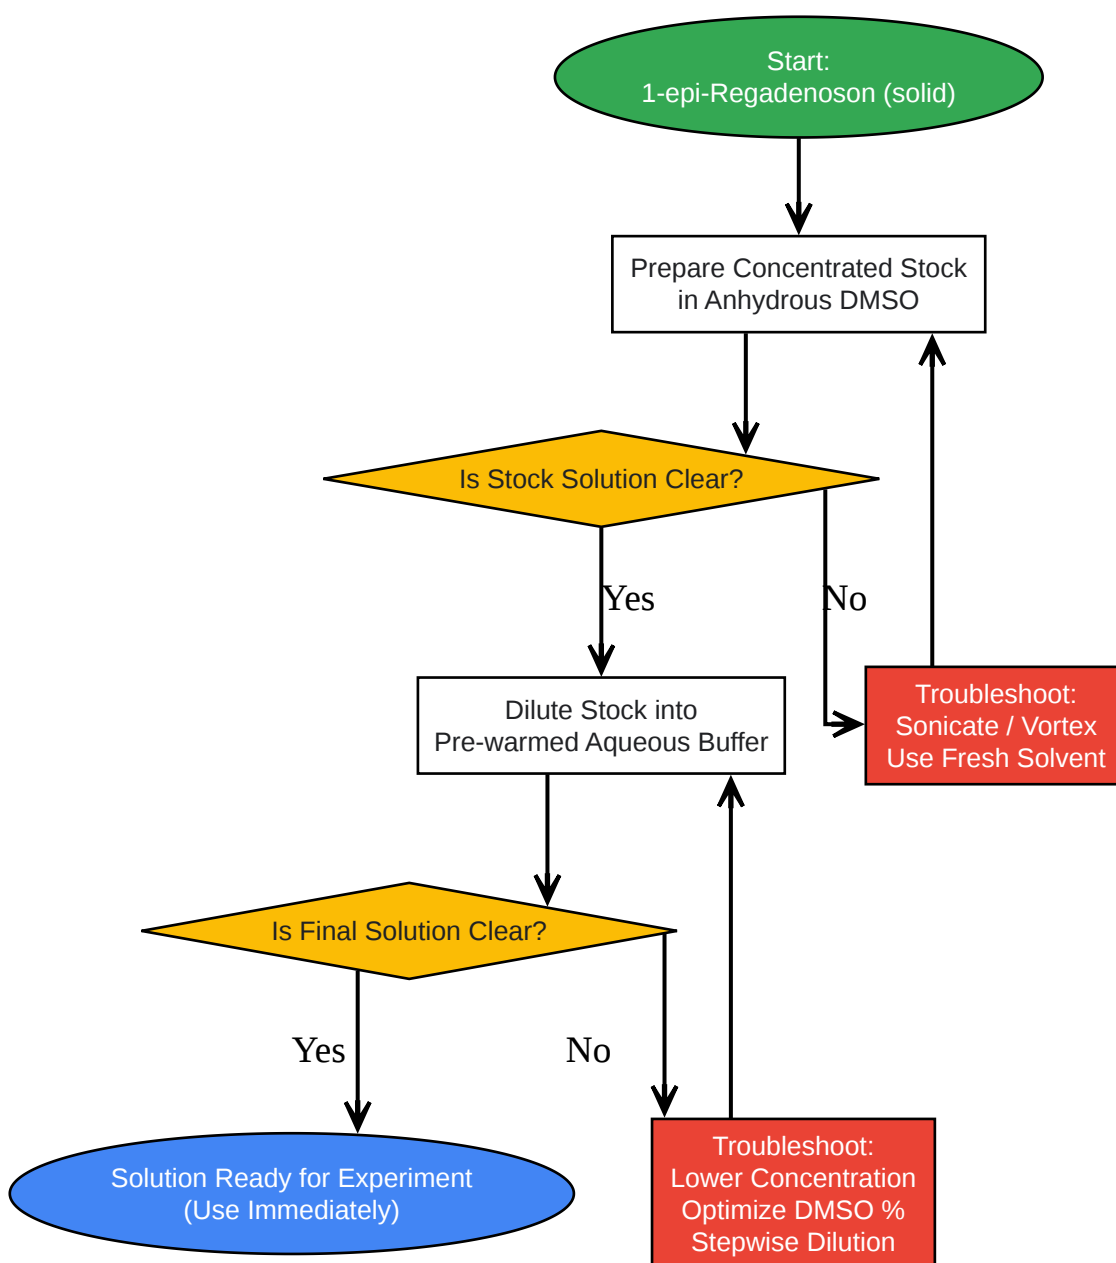 Start:
1-epi-Regadenoson (solid)
Prepare Concentrated Stock
in Anhydrous DMSO
Is Stock Solution Clear?
Yes
No
Dilute Stock into
Pre-warmed Aqueous Buffer
Troubleshoot:
Sonicate / Vortex
Use Fresh Solvent
Is Final Solution Clear?
Yes
No
Solution Ready for Experiment
(Use Immediately)
Troubleshoot:
Lower Concentration
Optimize DMSO %
Stepwise Dilution